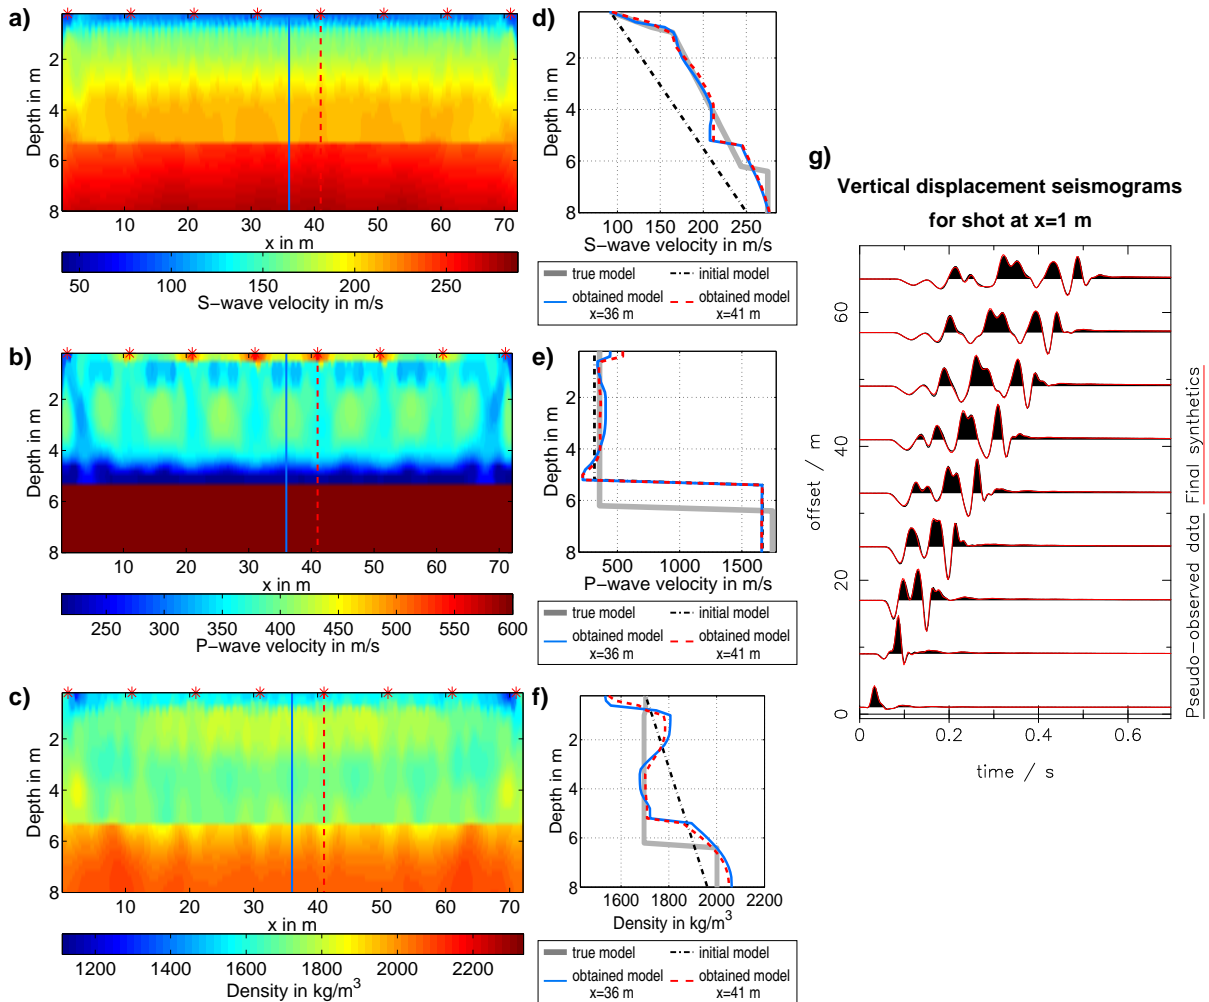 a)
Depth in m
2
4
6
8
10
20
30
40
50
60
70
x in m
50
100
150
200
250
S-wave velocity in m/s
b)
Depth in m
2
4
6
8
10
20
30
40
50
60
70
x in m
250
300
350
400
450
500
550
600
P-wave velocity in m/s
c)
Depth in m
2
4
6
8
10
20
30
40
50
60
70
x in m
1200
1400
1600
1800
2000
2200
Density in kg/m³
d)
Depth in m
2
4
6
8
50
100
150
200
250
S-wave velocity in m/s
true model
initial model
obtained model
x=36 m
obtained model
x=41 m
e)
Depth in m
2
4
6
8
500
1000
1500
P-wave velocity in m/s
true model
initial model
obtained model
x=36 m
obtained model
x=41 m
f)
Depth in m
2
4
6
8
1600
1800
2000
2200
Density in kg/m³
true model
initial model
obtained model
x=36 m
obtained model
x=41 m
g)
Vertical displacement seismograms
for shot at x=1 m
offset / m
0
20
40
60
0
0.2
0.4
0.6
time / s
Pseudo-observed data
Final synthetics